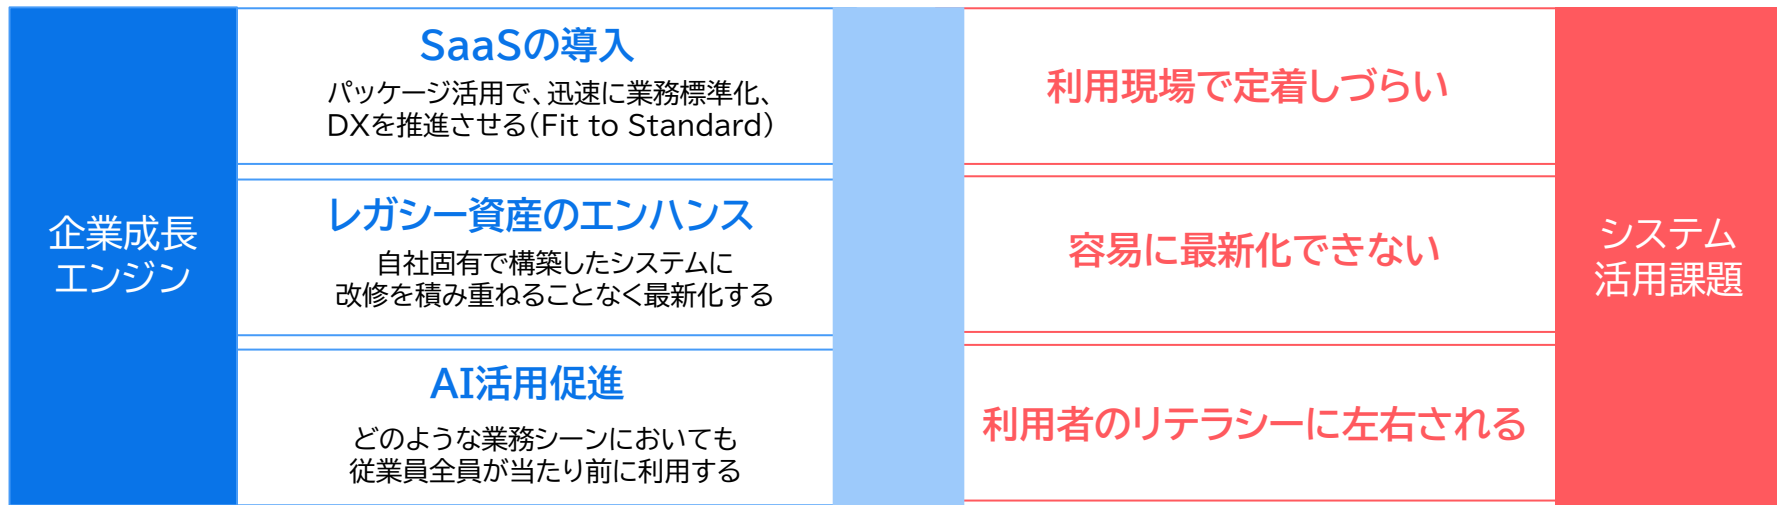 企業成長
エンジン
SaaSの導入
パッケージ活用で、迅速に業務標準化、
DXを推進させる(Fit to Standard)
レガシー資産のエンハンス
自社固有で構築したシステムに
改修を積み重ねることなく最新化する
AI活用促進
どのような業務シーンにおいても
従業員全員が当たり前に利用する
利用現場で定着しづらい
容易に最新化できない
利用者のリテラシーに左右される
システム
活用課題